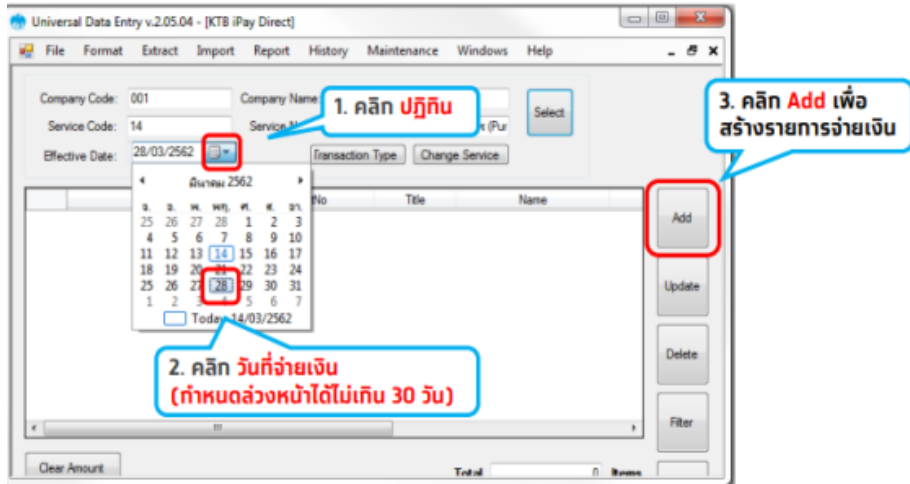 Universal Data Entry v.2.05.04 - [KTB iPay Direct]
File Format Extract Import Report History Maintenance Windows Help
Company Code: 001 Company Name
Service Code: 14 Service
Select
Effective Date: 28/03/2562 Transaction Type Change Service
1. คลิก ปฏิทิน
3. คลิก Add เพื่อ
สร้างรายการจ่ายเงิน
มีนาคม 2562
จ. อ. พ. พฤ. ศ. ส. อา.
25 26 27 28 1 2 3
4 5 6 7 8 9 10
11 12 13 14 15 16 17
18 19 20 21 22 23 24
25 26 27 28 29 30 31
1 2 3 4 5 6 7
Today: 14/03/2562
No Title Name
Add
Update
Delete
Filter
2. คลิก วันที่จ่ายเงิน
(กำหนดล่วงหน้าได้ไม่เกิน 30 วัน)
Clear Amount Total 0 Items